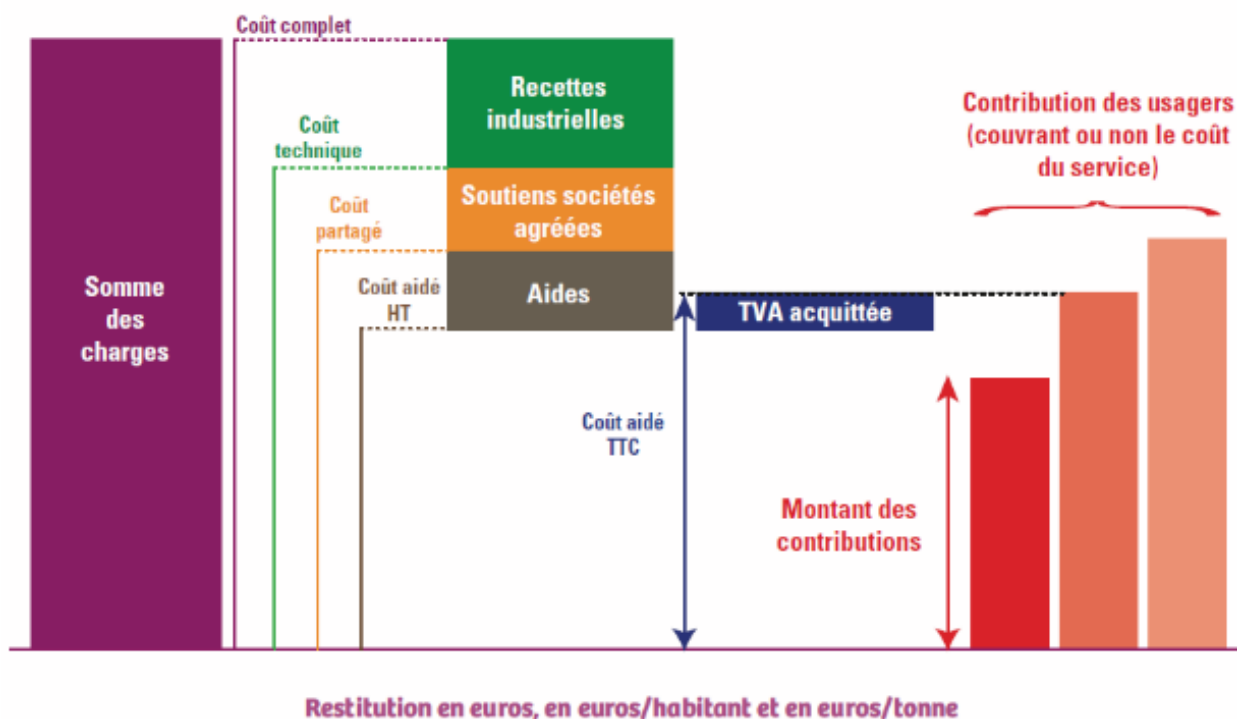 Coût complet
Recettes
industrielles
Contribution des usagers
(couvrant ou non le coût
du service)
Coût
technique
Soutiens sociétés
agréées
Coût
partagé
Somme
des
charges
Coût aidé
HT
Aides
TVA acquittée
Coût aidé
TTC
Montant des
contributions
Restitution en euros, en euros/habitant et en euros/tonne